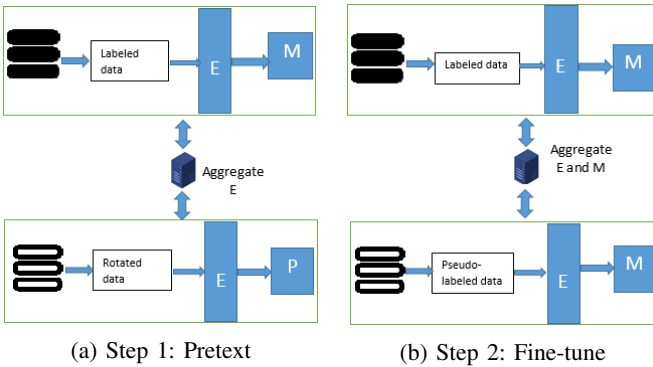 Labeled
data
E
M
Aggregate
E
Rotated
data
E
P
(a) Step 1: Pretext
Labeled data
E
M
Aggregate
E and M
Pseudo-
labeled data
E
M
(b) Step 2: Fine-tune